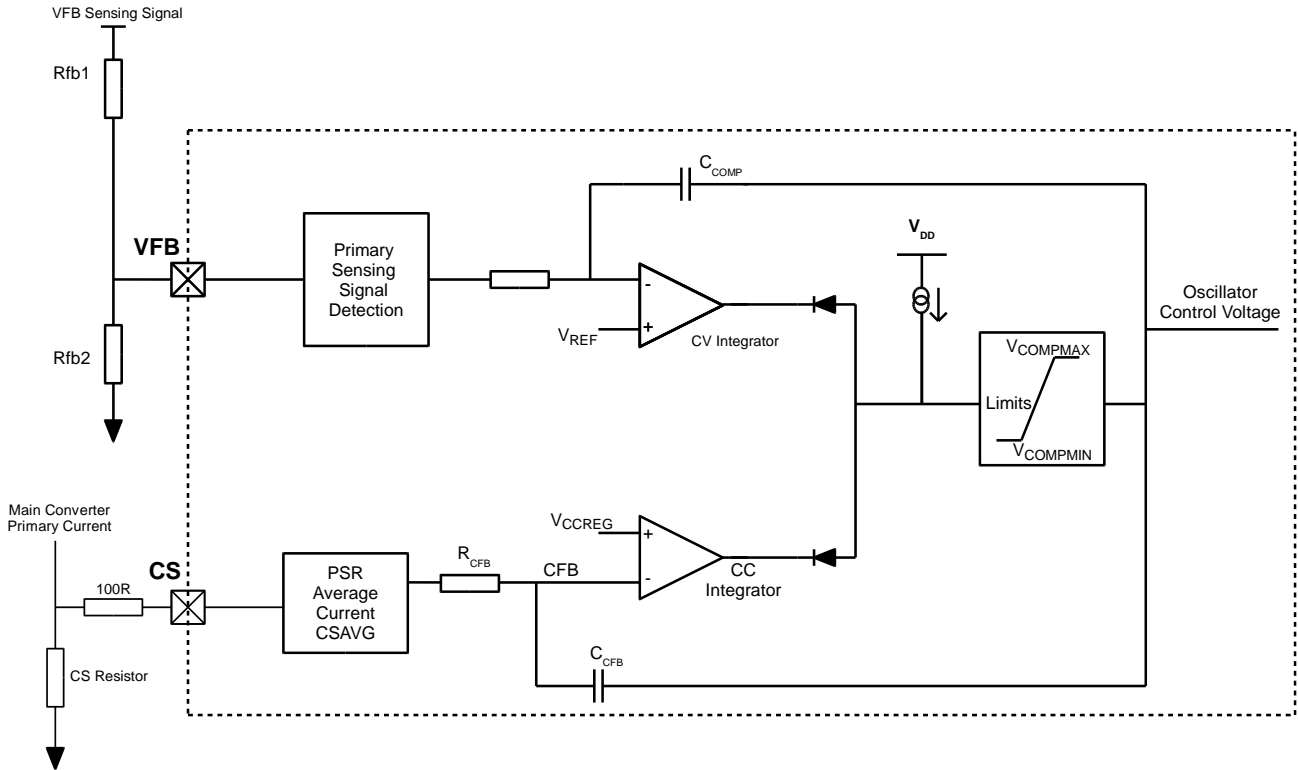 VFB Sensing Signal
Rfb1
C_COMP
VFB
Primary
Sensing
Signal
Detection
V_DD
-
+
V_REF
CV Integrator
Oscillator
Control Voltage
Rfb2
V_COMPMAX
Limits
V_COMPMIN
Main Converter
Primary Current
CS
100R
PSR
Average
Current
CSAVG
R_CFB
CFB
V_CCREG
+
-
CC
Integrator
C_CFB
CS Resistor